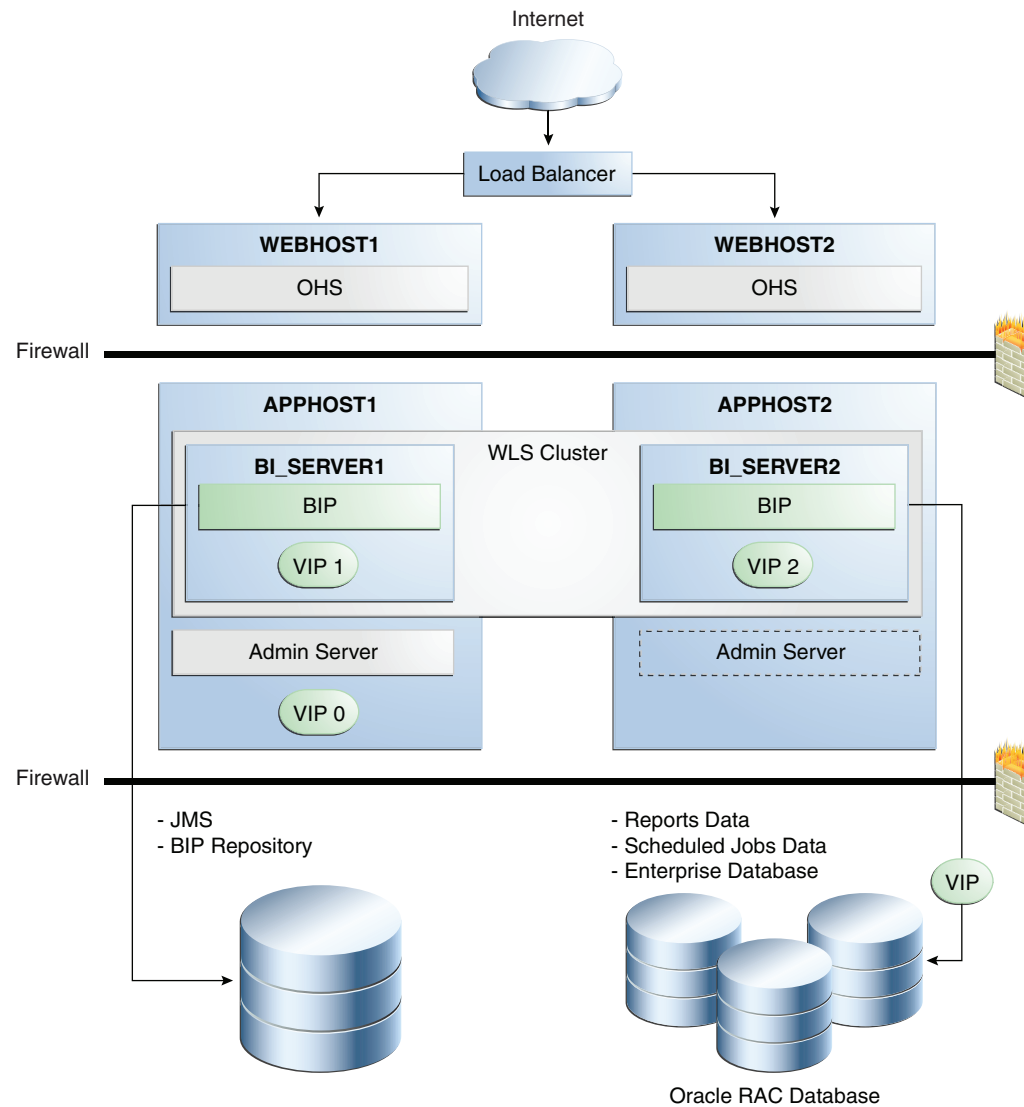 Internet
Load Balancer
WEBHOST1
OHS
WEBHOST2
OHS
Firewall
APPHOST1
APPHOST2
WLS Cluster
BI_SERVER1
BIP
VIP 1
BI_SERVER2
BIP
VIP 2
Admin Server
VIP 0
Admin Server
Firewall
- JMS
- BIP Repository
- Reports Data
- Scheduled Jobs Data
- Enterprise Database
VIP
Oracle RAC Database